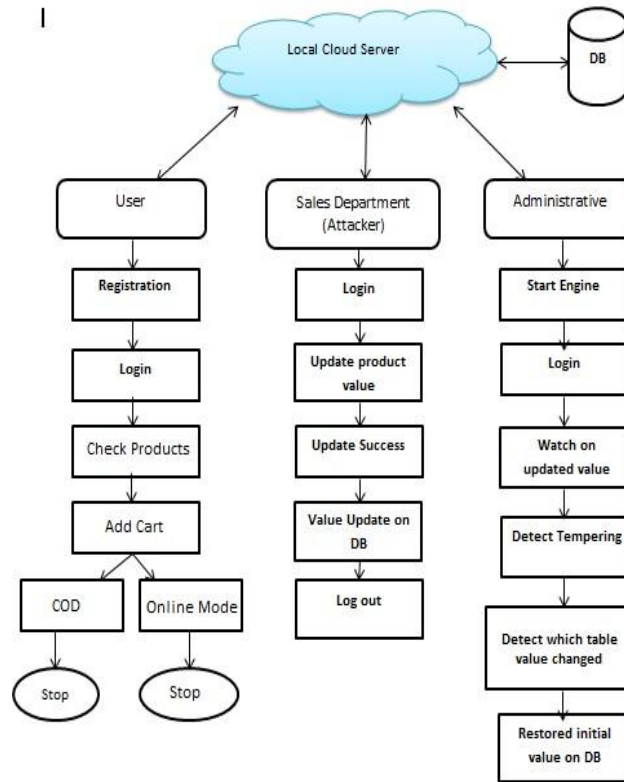 Local Cloud Server
DB
User
Registration
Login
Check Products
Add Cart
COD
Online Mode
Stop
Stop
Sales Department
(Attacker)
Login
Update product
value
Update Success
Value Update on
DB
Log out
Administrative
Start Engine
Login
Watch on
updated value
Detect Tempering
Detect which table
value changed
Restored initial
value on DB